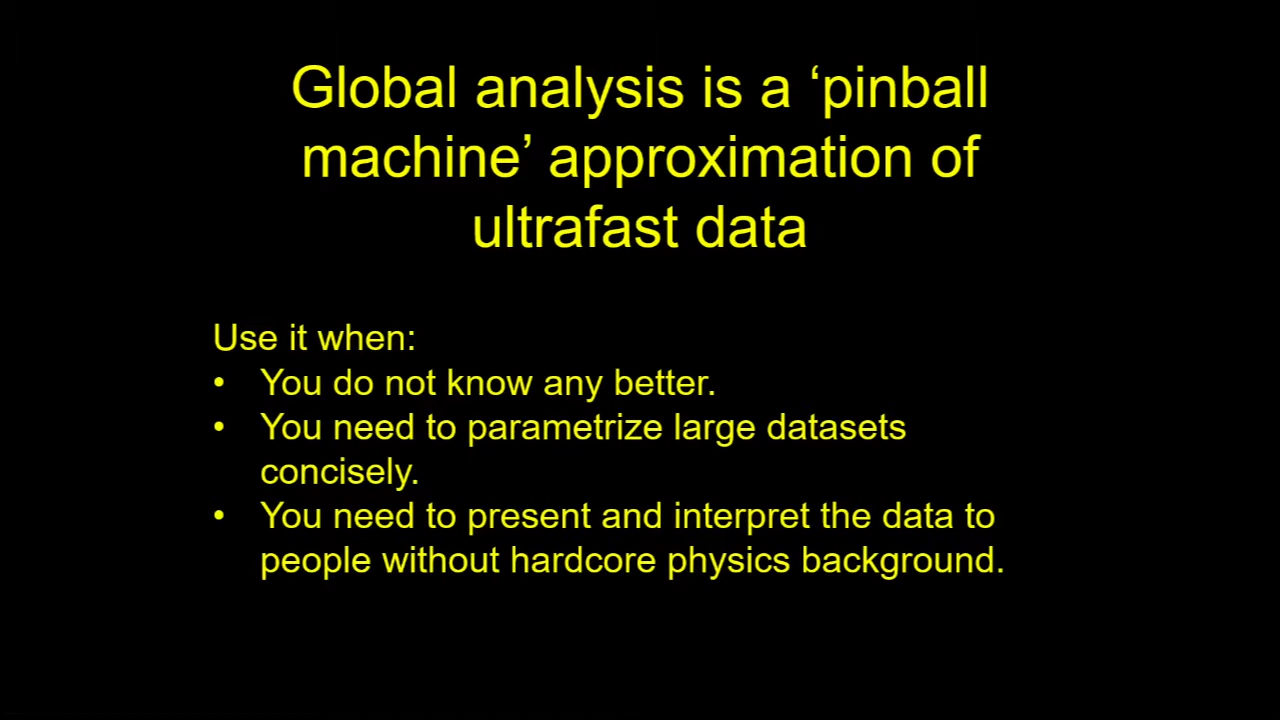 Global analysis is a ‘pinball
machine’ approximation of
ultrafast data
Use it when:
• You do not know any better.
• You need to parametrize large datasets
concisely.
• You need to present and interpret the data to
people without hardcore physics background.